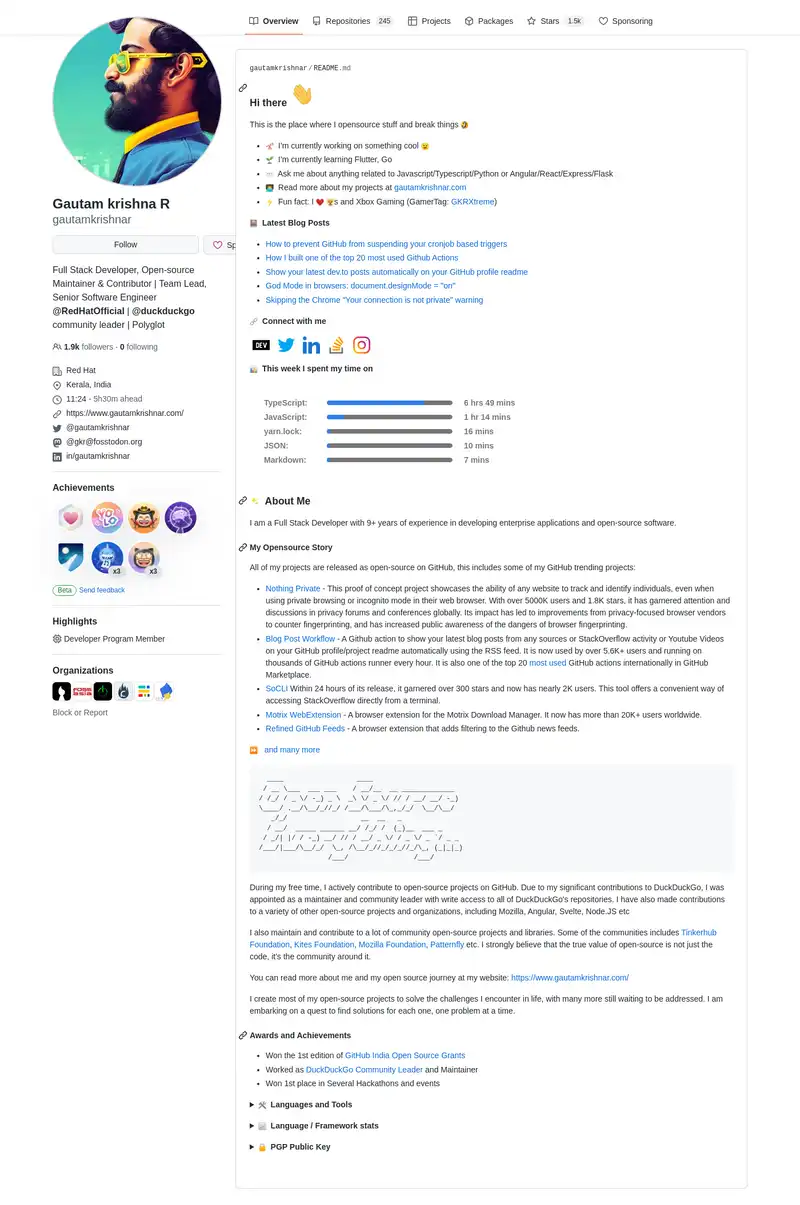 Overview Repositories 245 Projects Packages Stars 1.5k Sponsoring
Gautam krishna R
gautamkrishnar
Follow
Sp
Full Stack Developer, Open-source
Maintainer & Contributor | Team Lead,
Senior Software Engineer
@RedHatOfficial | @duckduckgo
community leader | Polyglot
1.9k followers · 0 following
Red Hat
Kerala, India
11:24 - 5h30m ahead
https://www.gautamkrishnar.com/
@gautamkrishnar
@gkr@fosstodon.org
in/gautamkrishnar
Achievements
YOLO
x3
x3
Beta Send feedback
Highlights
Developer Program Member
Organizations
Block or Report
gautamkrishnar/README.md
Hi there 👋
This is the place where I opensource stuff and break things 🤣
I'm currently working on something cool 😉
I'm currently learning Flutter, Go
Ask me about anything related to Javascript/Typescript/Python or Angular/React/Express/Flask
Read more about my projects at gautamkrishnar.com
Fun fact: I ❤️ s and Xbox Gaming (GamerTag: GKRXtreme)
Latest Blog Posts
How to prevent GitHub from suspending your cronjob based triggers
How I built one of the top 20 most used Github Actions
Show your latest dev.to posts automatically on your GitHub profile readme
God Mode in browsers: document.designMode = "on"
Skipping the Chrome "Your connection is not private" warning
Connect with me
DEV
This week I spent my time on
TypeScript: 6 hrs 49 mins
JavaScript: 1 hr 14 mins
yarn.lock: 16 mins
JSON: 10 mins
Markdown: 7 mins
About Me
I am a Full Stack Developer with 9+ years of experience in developing enterprise applications and open-source software.
My Opensource Story
All of my projects are released as open-source on GitHub, this includes some of my GitHub trending projects:
Nothing Private - This proof of concept project showcases the ability of any website to track and identify individuals, even when
using private browsing or incognito mode in their web browser. With over 5000K users and 1.8K stars, it has garnered attention and
discussions in privacy forums and conferences globally. Its impact has led to improvements from privacy-focused browser vendors
to counter fingerprinting, and has increased public awareness of the dangers of browser fingerprinting.
Blog Post Workflow - A Github action to show your latest blog posts from any sources or StackOverflow activity or Youtube Videos
on your GitHub profile/project readme automatically using the RSS feed. It is now used by over 5.6K+ users and running on
thousands of GitHub actions runner every hour. It is also one of the top 20 most used GitHub actions internationally in GitHub
Marketplace.
SoCLI Within 24 hours of its release, it garnered over 300 stars and now has nearly 2K users. This tool offers a convenient way of
accessing StackOverflow directly from a terminal.
Motrix WebExtension - A browser extension for the Motrix Download Manager. It now has more than 20K+ users worldwide.
Refined GitHub Feeds - A browser extension that adds filtering to the Github news feeds.
and many more
During my free time, I actively contribute to open-source projects on GitHub. Due to my significant contributions to DuckDuckGo, I was
appointed as a maintainer and community leader with write access to all of DuckDuckGo's repositories. I have also made contributions
to a variety of other open-source projects and organizations, including Mozilla, Angular, Svelte, Node.JS etc
I also maintain and contribute to a lot of community open-source projects and libraries. Some of the communities includes Tinkerhub
Foundation, Kites Foundation, Mozilla Foundation, Patternfly etc. I strongly believe that the true value of open-source is not just the
code, it's the community around it.
You can read more about me and my open source journey at my website: https://www.gautamkrishnar.com/
I create most of my open-source projects to solve the challenges I encounter in life, with many more still waiting to be addressed. I am
embarking on a quest to find solutions for each one, one problem at a time.
Awards and Achievements
Won the 1st edition of GitHub India Open Source Grants
Worked as DuckDuckGo Community Leader and Maintainer
Won 1st place in Several Hackathons and events
Languages and Tools
Language / Framework stats
PGP Public Key